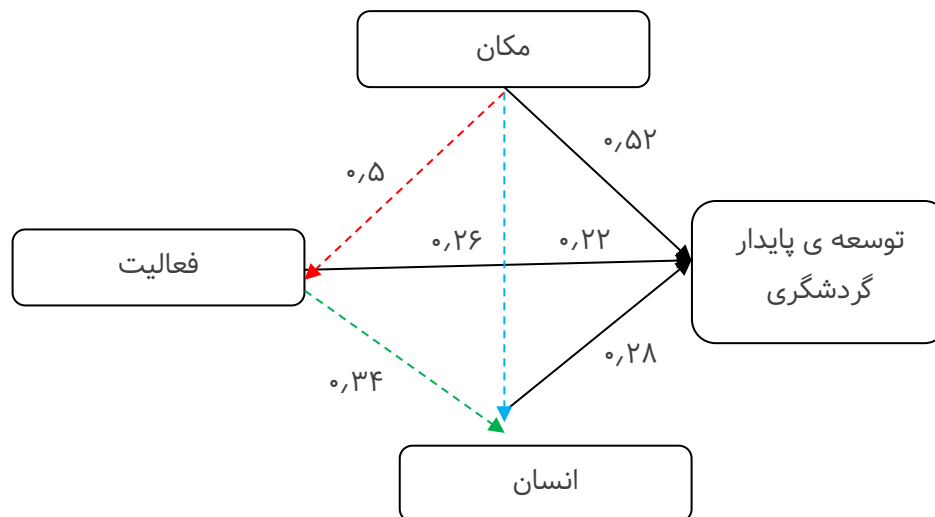 مکان
۰٫۵۲
۰٫۵
توسعه ی پایدار
گردشگری
۰٫۲۶
۰٫۲۲
فعالیت
۰٫۲۸
۰٫۳۴
انسان